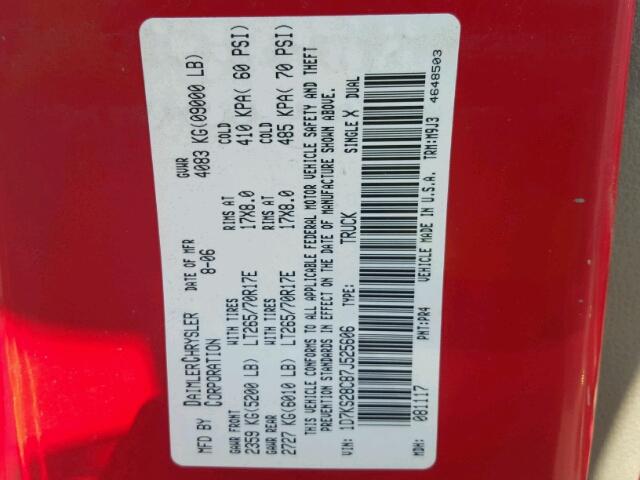 MFD BY DAIMLERCHRYSLER CORPORATION DATE OF MFR 8-06 GVWR 4083 KG(09000 LB)
GAWR FRONT WITH TIRES RIMS AT COLD
2359 KG(5200 LB) LT265/70R17E 17X8.0 410 KPA( 60 PSI)
GAWR REAR WITH TIRES RIMS AT COLD
2727 KG(6010 LB) LT265/70R17E 17X8.0 485 KPA( 70 PSI)
THIS VEHICLE CONFORMS TO ALL APPLICABLE FEDERAL MOTOR VEHICLE SAFETY AND THEFT
PREVENTION STANDARDS IN EFFECT ON THE DATE OF MANUFACTURE SHOWN ABOVE.
VIN: 1D7KS28C87J525606 TYPE: TRUCK SINGLE X DUAL
MDH: 081117 PNT:PR4 VEHICLE MADE IN U.S.A. TRM:M9J3
4648503